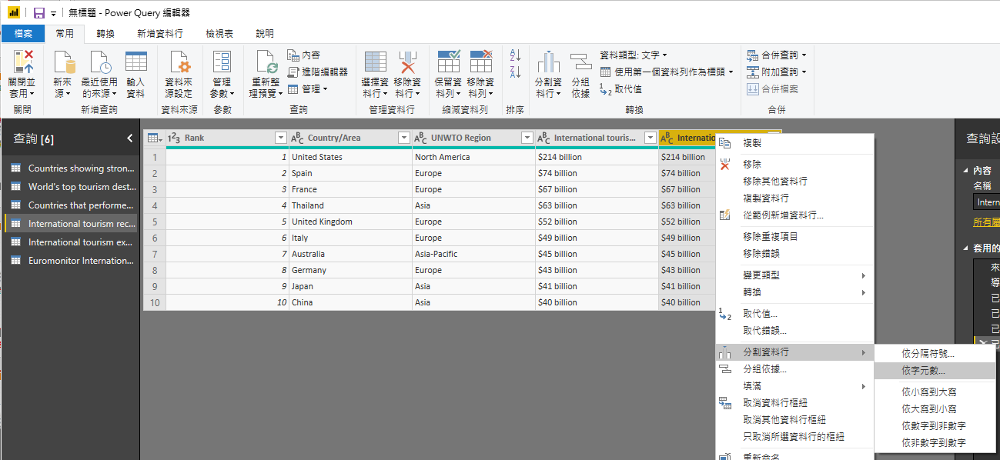 無標題 - Power Query 編輯器
檔案 常用 轉換 新增資料行 檢視表 說明
關閉並
套用
關閉
新來
源
最近使用
的來源
輸入
資料
新增查詢
資料來
源設定
資料來源
管理
參數
參數
重新整
理預覽
內容
進階編輯器
管理
查詢
選擇資
料行
移除資
料行
管理資料行
保留資
料列
移除資
料列
縮減資料列
排序
分割資
料行
分組
依據
資料類型: 文字
使用第一個資料列作為標頭
取代值
轉換
合併查詢
附加查詢
合併檔案
合併
查詢 [6]
Countries showing stron...
World's top tourism dest...
Countries that performe...
International tourism rec...
International tourism ex...
Euromonitor Internation...
Rank Country/Area UNWTO Region International touris... Internatio
1 1 United States North America $214 billion $214 billion
2 2 Spain Europe $74 billion $74 billion
3 3 France Europe $67 billion $67 billion
4 4 Thailand Asia $63 billion $63 billion
5 5 United Kingdom Europe $52 billion $52 billion
6 6 Italy Europe $49 billion $49 billion
7 7 Australia Asia-Pacific $45 billion $45 billion
8 8 Germany Europe $43 billion $43 billion
9 9 Japan Asia $41 billion $41 billion
10 10 China Asia $40 billion $40 billion
複製
移除
移除其他資料行
複製資料行
從範例新增資料行...
移除重複項目
移除錯誤
變更類型
轉換
取代值...
取代錯誤...
分割資料行
分組依據...
填滿
取消資料行樞紐
取消其他資料行樞紐
只取消所選資料行的樞紐
重新命名
依分隔符號...
依字元數...
依小寫到大寫
依大寫到小寫
依數字到非數字
依非數字到數字
查詢設
內容
名稱
Intern
所有屬
套用的
來
導
已
已
已
已